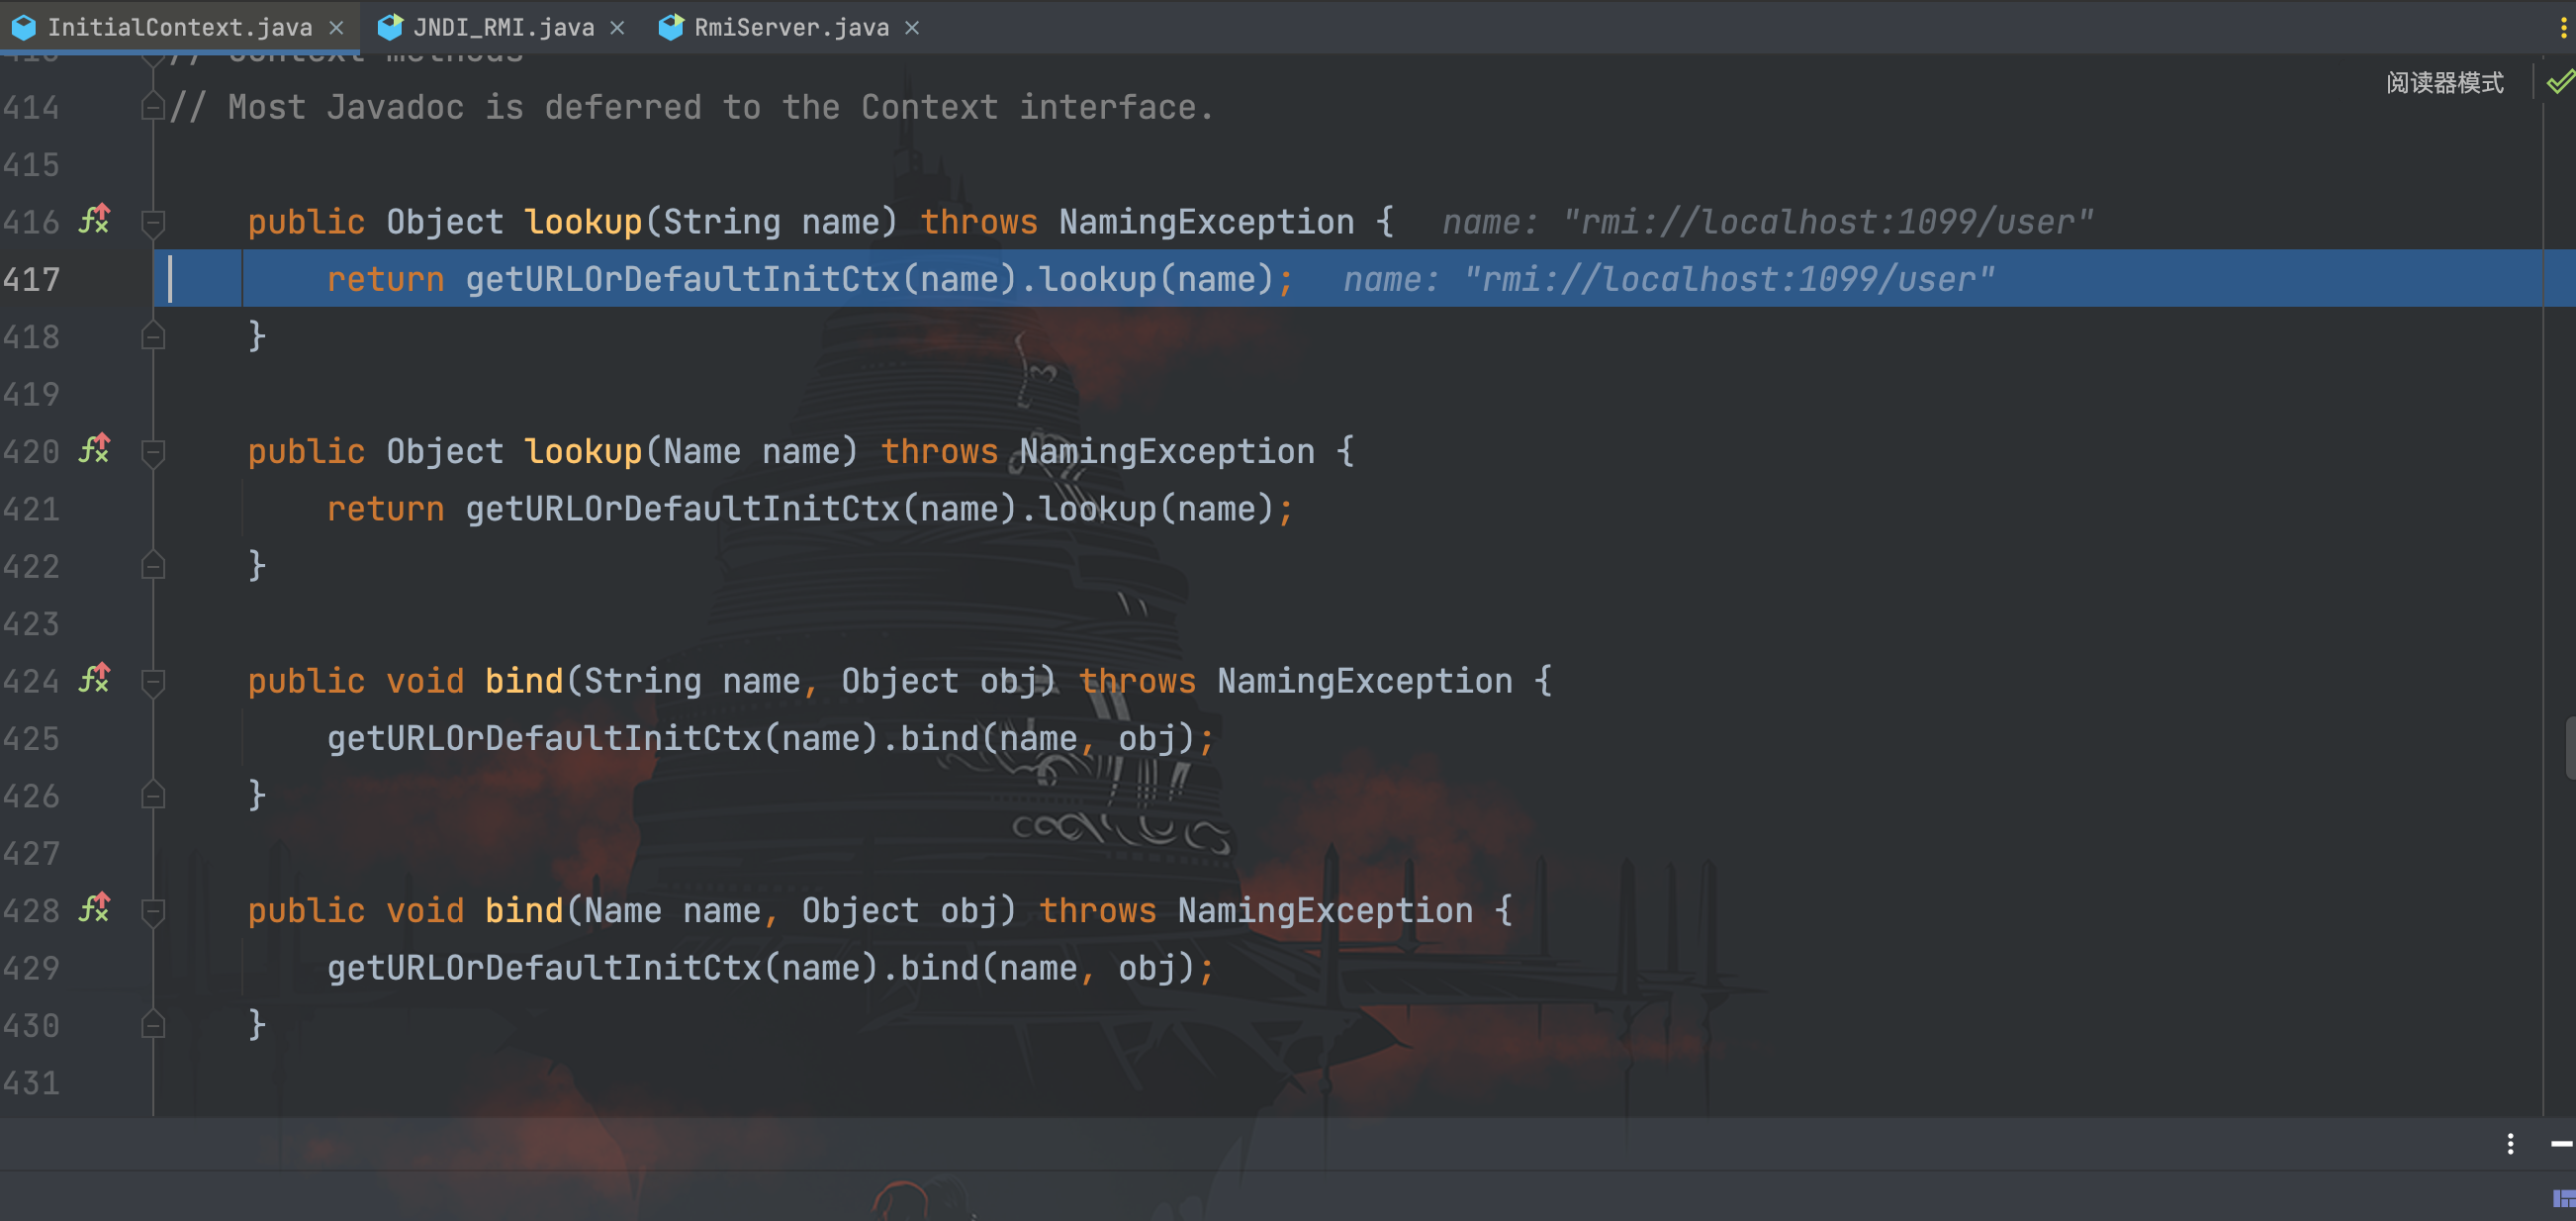 InitialContext.java × JNDI_RMI.java × RmiServer.java ×
// Context methods
阅读器模式
414 // Most Javadoc is deferred to the Context interface.
415
416 public Object lookup(String name) throws NamingException { name: "rmi://localhost:1099/user"
417 return getURLOrDefaultInitCtx(name).lookup(name); name: "rmi://localhost:1099/user"
418 }
419
420 public Object lookup(Name name) throws NamingException {
421 return getURLOrDefaultInitCtx(name).lookup(name);
422 }
423
424 public void bind(String name, Object obj) throws NamingException {
425 getURLOrDefaultInitCtx(name).bind(name, obj);
426 }
427
428 public void bind(Name name, Object obj) throws NamingException {
429 getURLOrDefaultInitCtx(name).bind(name, obj);
430 }
431